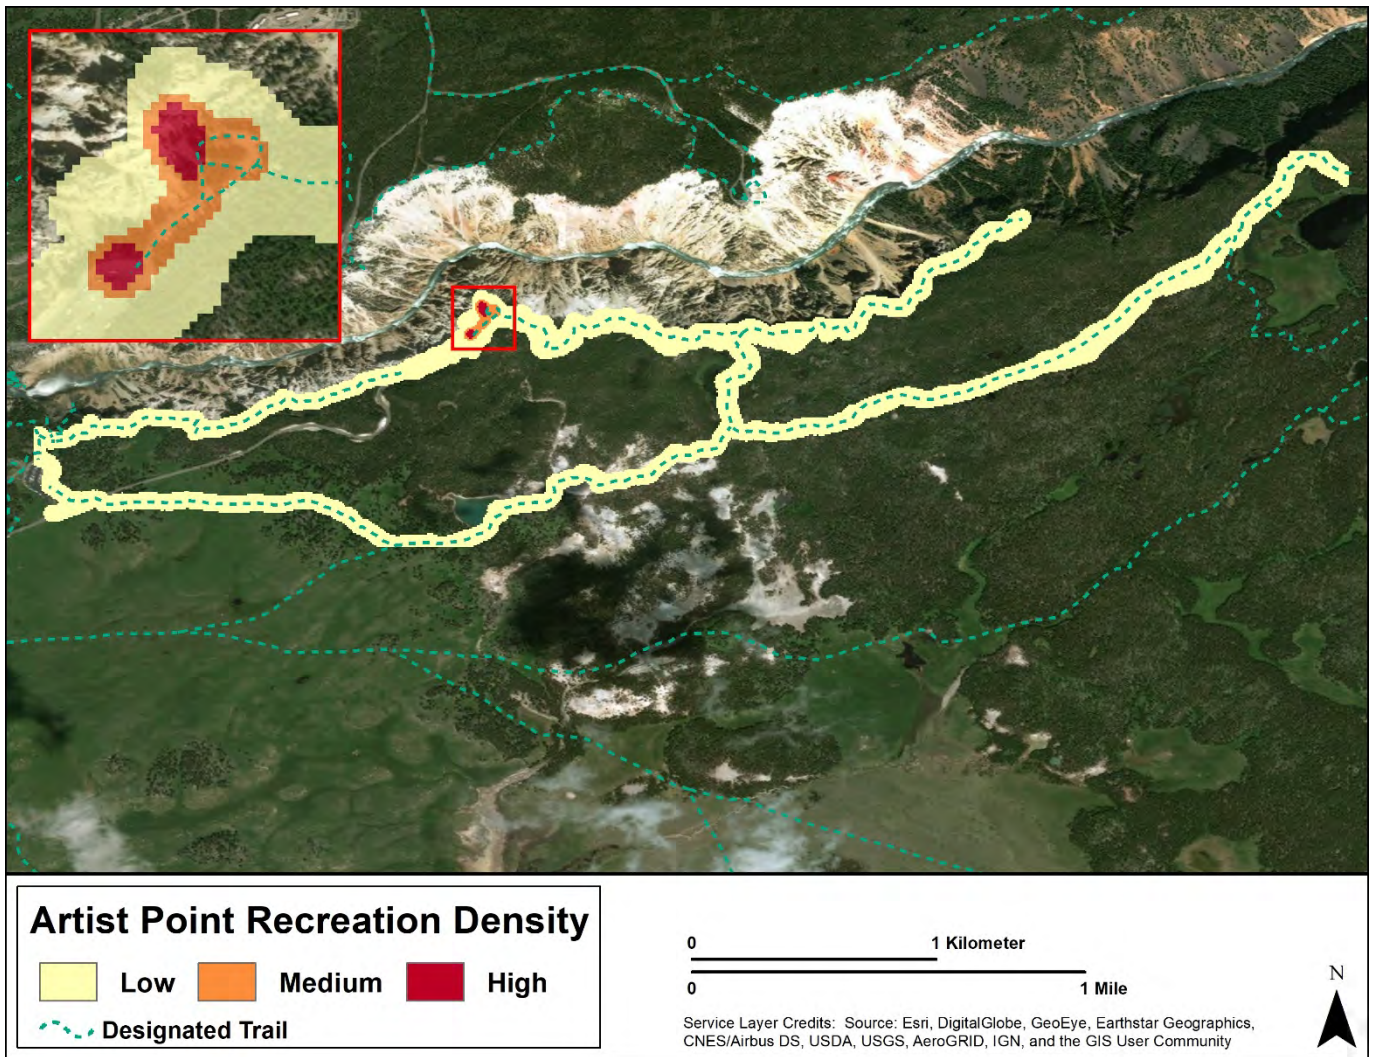 Artist Point Recreation Density
Low
Medium
High
Designated Trail
0
1 Kilometer
0
1 Mile
N
Service Layer Credits: Source: Esri, DigitalGlobe, GeoEye, Earthstar Geographics,
CNES/Airbus DS, USDA, USGS, AeroGRID, IGN, and the GIS User Community